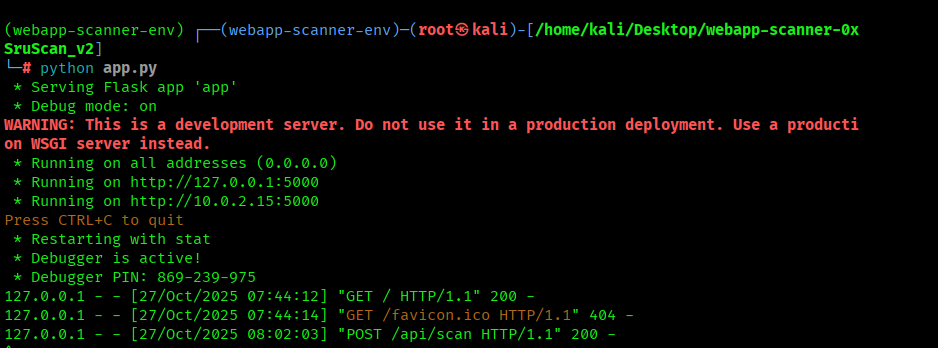 (webapp-scanner-env) ┌──(webapp-scanner-env)─(root㉿kali)-[/home/kali/Desktop/webapp-scanner-0x
SruScan_v2]
└─# python app.py
 * Serving Flask app 'app'
 * Debug mode: on
WARNING: This is a development server. Do not use it in a production deployment. Use a producti
on WSGI server instead.
 * Running on all addresses (0.0.0.0)
 * Running on http://127.0.0.1:5000
 * Running on http://10.0.2.15:5000
Press CTRL+C to quit
 * Restarting with stat
 * Debugger is active!
 * Debugger PIN: 869-239-975
127.0.0.1 - - [27/Oct/2025 07:44:12] "GET / HTTP/1.1" 200 -
127.0.0.1 - - [27/Oct/2025 07:44:14] "GET /favicon.ico HTTP/1.1" 404 -
127.0.0.1 - - [27/Oct/2025 08:02:03] "POST /api/scan HTTP/1.1" 200 -